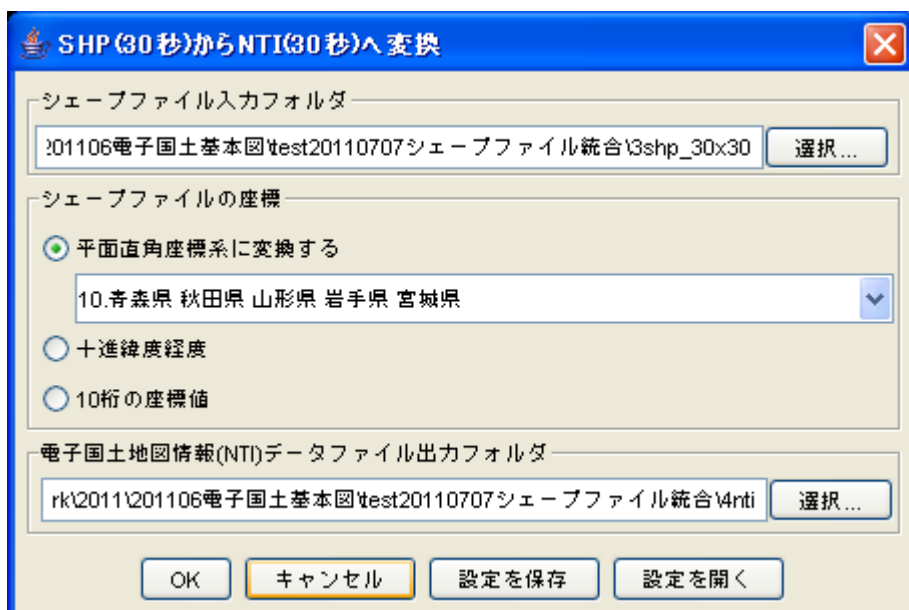 SHP(30秒)からNTI(30秒)へ変換
シェープファイル入力フォルダ
201106電子国土基本図\test20110707シェープファイル統合\3shp_30x30
選択...
シェープファイルの座標
平面直角座標系に変換する
10.青森県 秋田県 山形県 岩手県 宮城県
十進緯度経度
10桁の座標値
電子国土地図情報(NTI)データファイル出力フォルダ
rk\2011\201106電子国土基本図\test20110707シェープファイル統合\4nti
選択...
OK
キャンセル
設定を保存
設定を開く